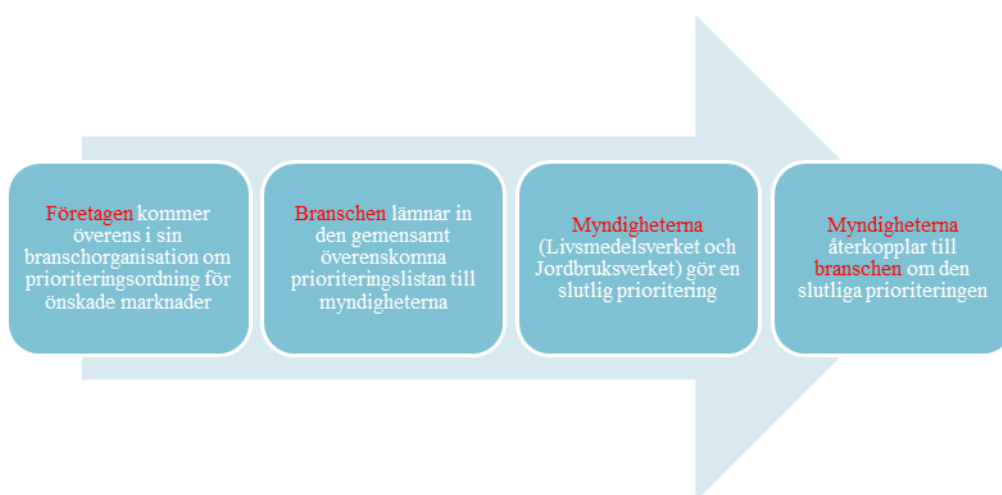 Företagen kommer
överens i sin
branschorganisation om
prioriteringsordning för
önskade marknader
Branschen lämnar in
den gemensamt
överenskomna
prioriteringslistan till
myndigheterna
Myndigheterna
(Livsmedelsverket och
Jordbruksverket) gör en
slutlig prioritering
Myndigheterna
återkopplar till
branschen om den
slutliga prioriteringen